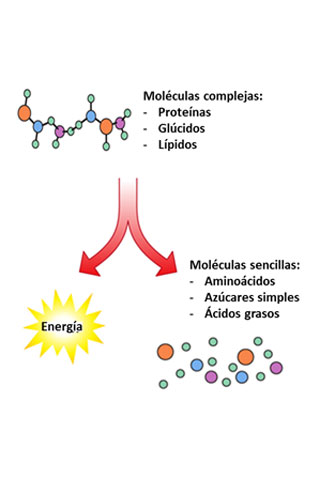 Moléculas complejas:
- Proteínas
- Glúcidos
- Lípidos
Moléculas sencillas:
- Aminoácidos
- Azúcares simples
- Ácidos grasos
Energía